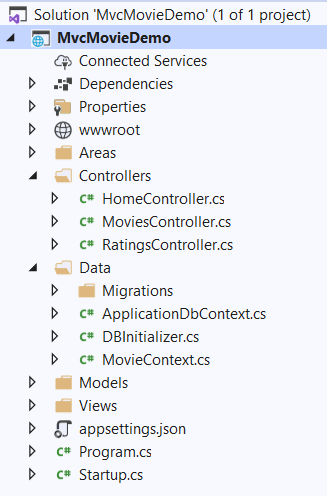 Solution 'MvcMovieDemo' (1 of 1 project)
MvcMovieDemo
Connected Services
Dependencies
Properties
wwwroot
Areas
Controllers
C# HomeController.cs
C# MoviesController.cs
C# RatingsController.cs
Data
Migrations
C# ApplicationDbContext.cs
C# DBInitializer.cs
C# MovieContext.cs
Models
Views
appsettings.json
C# Program.cs
C# Startup.cs